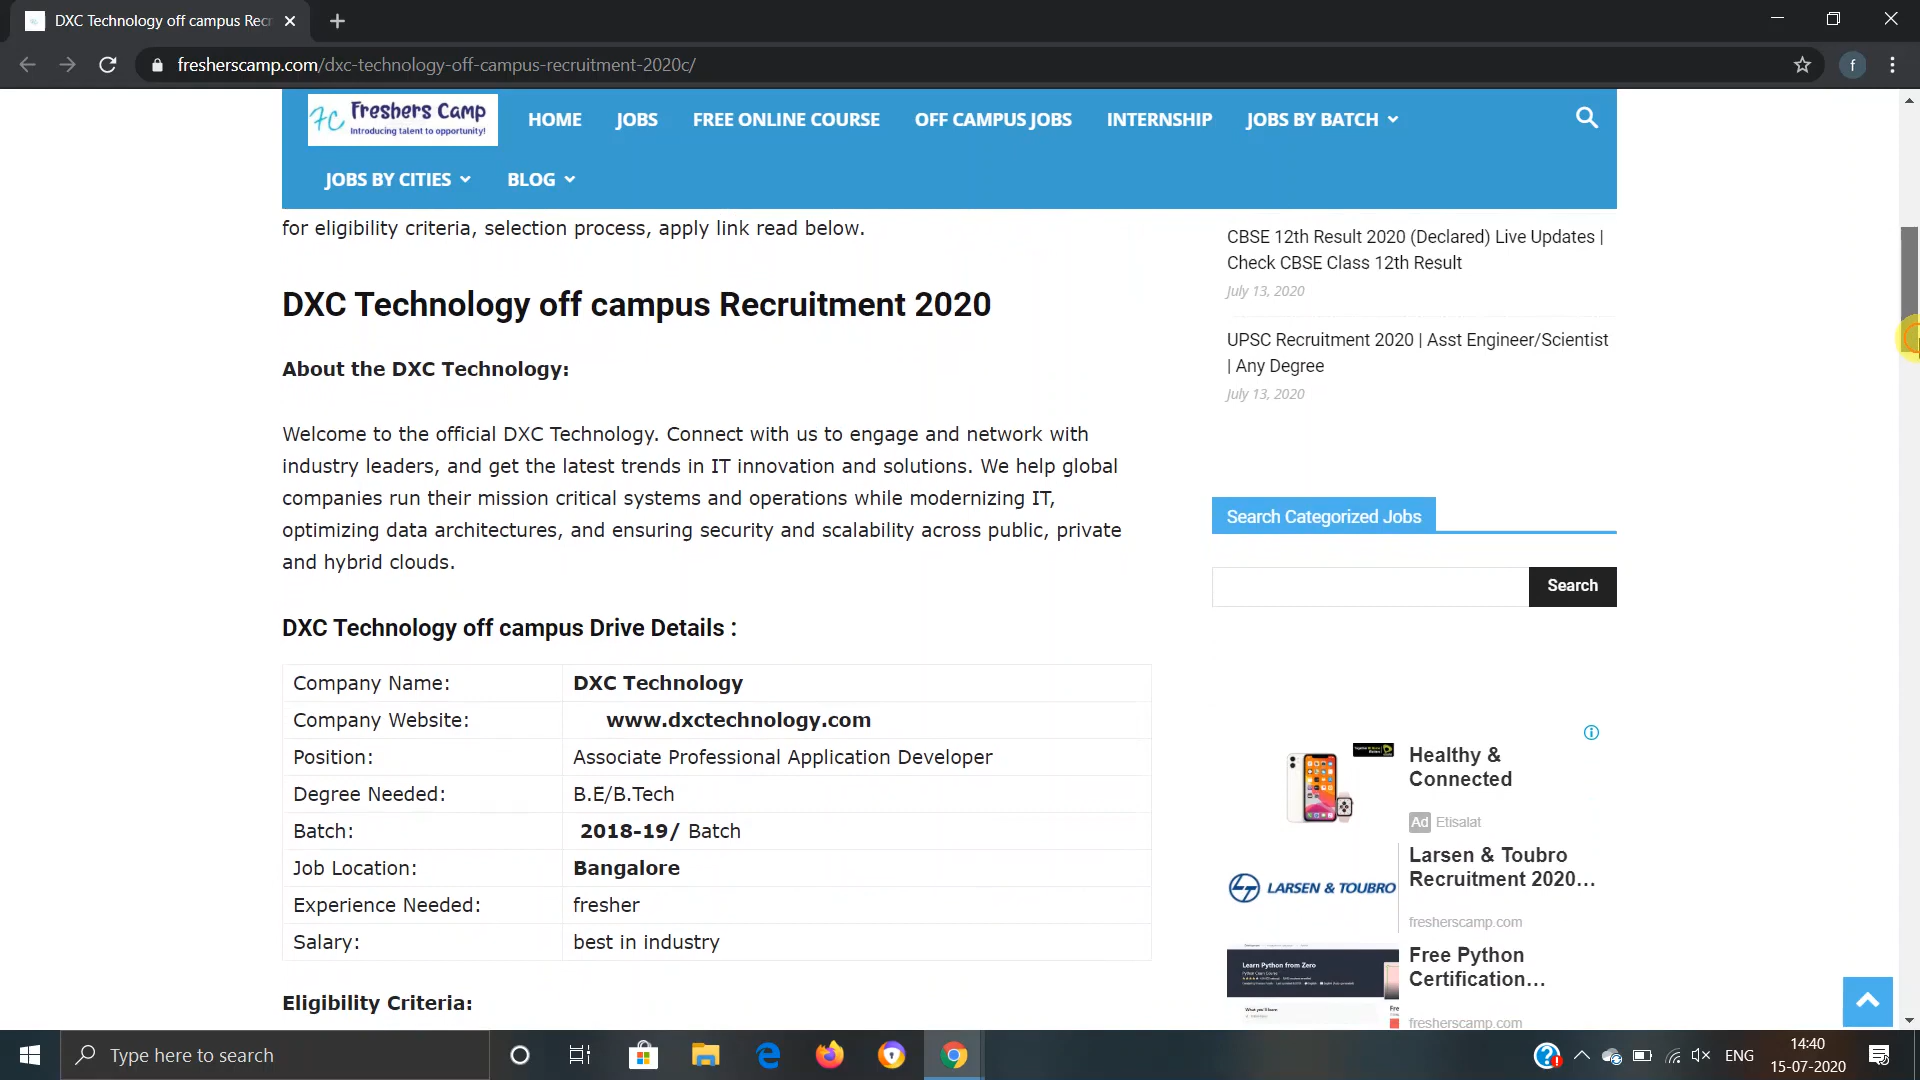 DXC Technology off campus Recr
fresherscamp.com/dxc-technology-off-campus-recruitment-2020c/
f
Freshers Camp
Introducing talent to opportunity!
HOME JOBS FREE ONLINE COURSE OFF CAMPUS JOBS INTERNSHIP JOBS BY BATCH
JOBS BY CITIES BLOG
for eligibility criteria, selection process, apply link read below.
DXC Technology off campus Recruitment 2020
About the DXC Technology:
Welcome to the official DXC Technology. Connect with us to engage and network with
industry leaders, and get the latest trends in IT innovation and solutions. We help global
companies run their mission critical systems and operations while modernizing IT,
optimizing data architectures, and ensuring security and scalability across public, private
and hybrid clouds.
DXC Technology off campus Drive Details :
Company Name: DXC Technology
Company Website: www.dxctechnology.com
Position: Associate Professional Application Developer
Degree Needed: B.E/B.Tech
Batch: 2018-19/ Batch
Job Location: Bangalore
Experience Needed: fresher
Salary: best in industry
Eligibility Criteria:
CBSE 12th Result 2020 (Declared) Live Updates |
Check CBSE Class 12th Result
July 13, 2020
UPSC Recruitment 2020 | Asst Engineer/Scientist
| Any Degree
July 13, 2020
Search Categorized Jobs
Search
Healthy &
Connected
Ad Etisalat
LARSEN & TOUBRO
Larsen & Toubro
Recruitment 2020...
fresherscamp.com
Learn Python from Zero
Free Python
Certification...
fresherscamp.com
Type here to search
ENG
14:40
15-07-2020